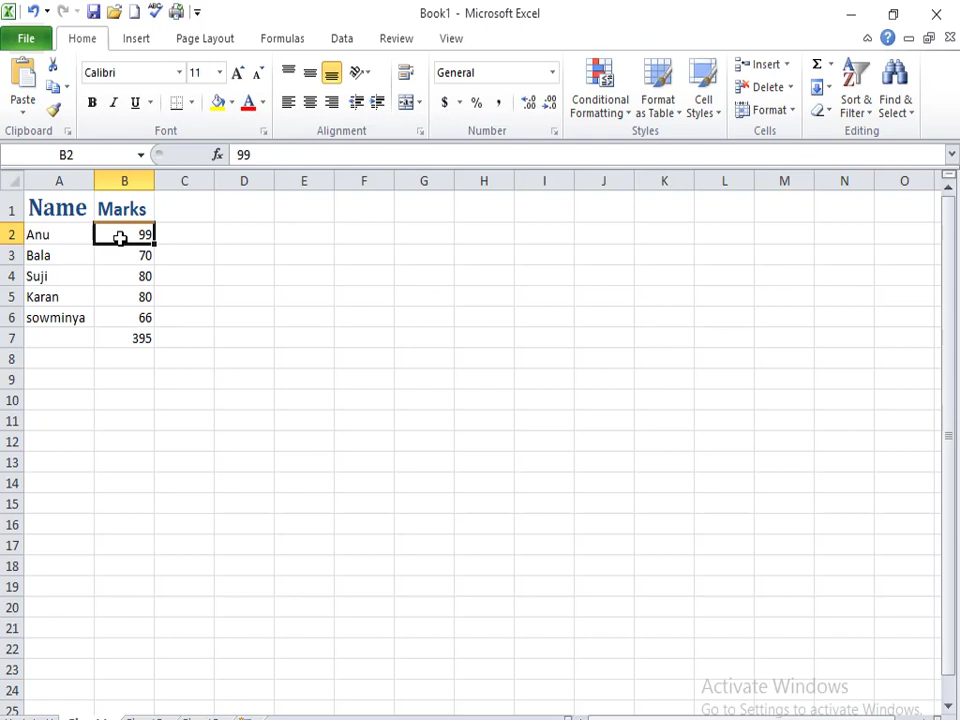 Book1 - Microsoft Excel
File Home Insert Page Layout Formulas Data Review View
Paste
Calibri 11
B I U
General
$ % ,
Conditional Formatting
Format as Table
Cell Styles
Insert
Delete
Format
Σ
Sort & Filter
Find & Select
Clipboard Font Alignment Number Styles Cells Editing
B2 fx 99
A B C D E F G H I J K L M N O
1 Name Marks
2 Anu 99
3 Bala 70
4 Suji 80
5 Karan 80
6 sowminya 66
7 395
8
9
10
11
12
13
14
15
16
17
18
19
20
21
22
23
24
25
Activate Windows
Go to Settings to activate Windows.